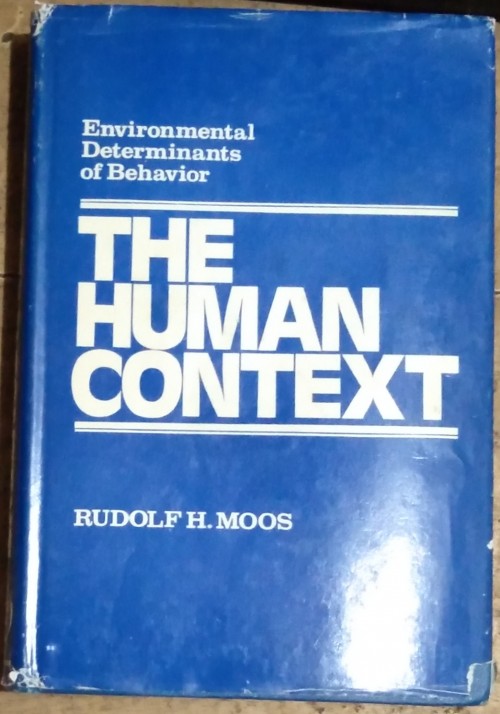 Environmental
Determinants
of Behavior
THE
HUMAN
CONTEXT
RUDOLF H. MOOS